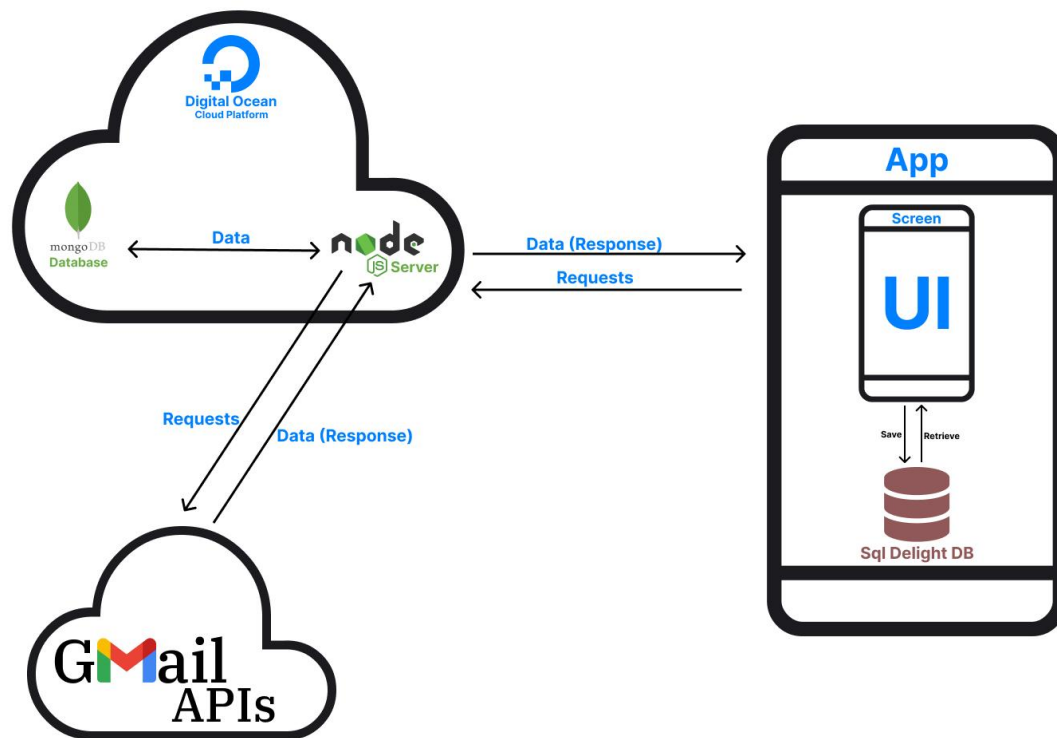 Digital Ocean
Cloud Platform
mongoDB
Database
Data
node
JS Server
Data (Response)
Requests
App
Screen
UI
Save
Retrieve
Sql Delight DB
Requests
Data (Response)
GMail
APIs